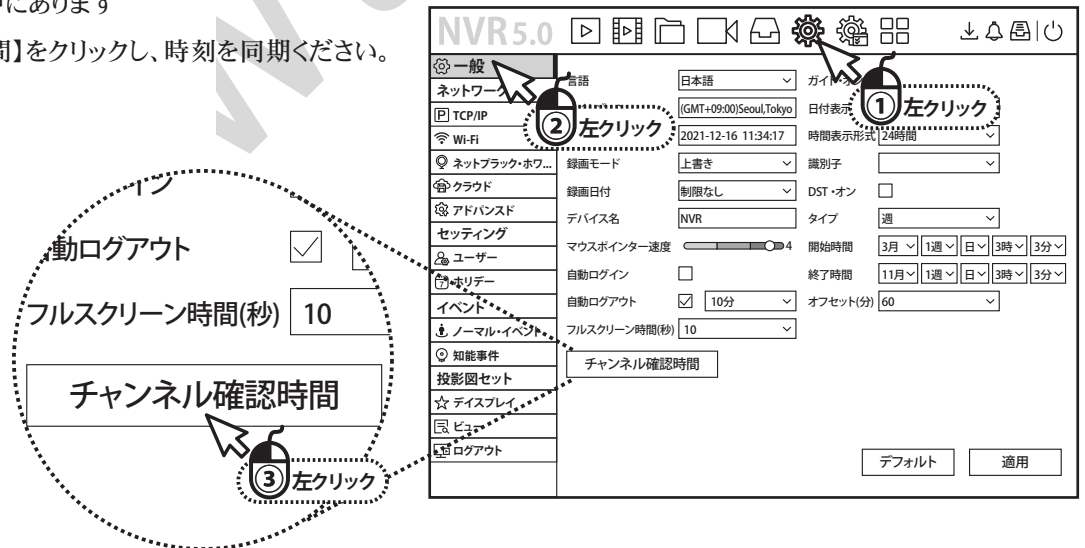 中にあります
間】をクリックし、時刻を同期ください。
NVR 5.0
一般
ネットワーク
TCP/IP
Wi-Fi
ネットブラック・ホワ...
クラウド
アドバンスド
セッティング
ユーザー
ホリデー
イベント
ノーマル・イベント
知能事件
投影図セット
ディスプレイ
ビュー
ログアウト
言語 日本語
(GMT+09:00)Seoul,Tokyo
2021-12-16 11:34:17
録画モード 上書き
録画日付 制限なし
デバイス名 NVR
マウスポインター速度 4
自動ログイン
自動ログアウト 10分
フルスクリーン時間(秒) 10
チャンネル確認時間
日付表示
時間表示形式 24時間
識別子
DST・オン
タイプ 週
開始時間 3月 1週 日 3時 3分
終了時間 11月 1週 日 3時 3分
オフセット(分) 60
デフォルト 適用
1 左クリック
2 左クリック
イン
動ログアウト
フルスクリーン時間(秒) 10
チャンネル確認時間
3 左クリック